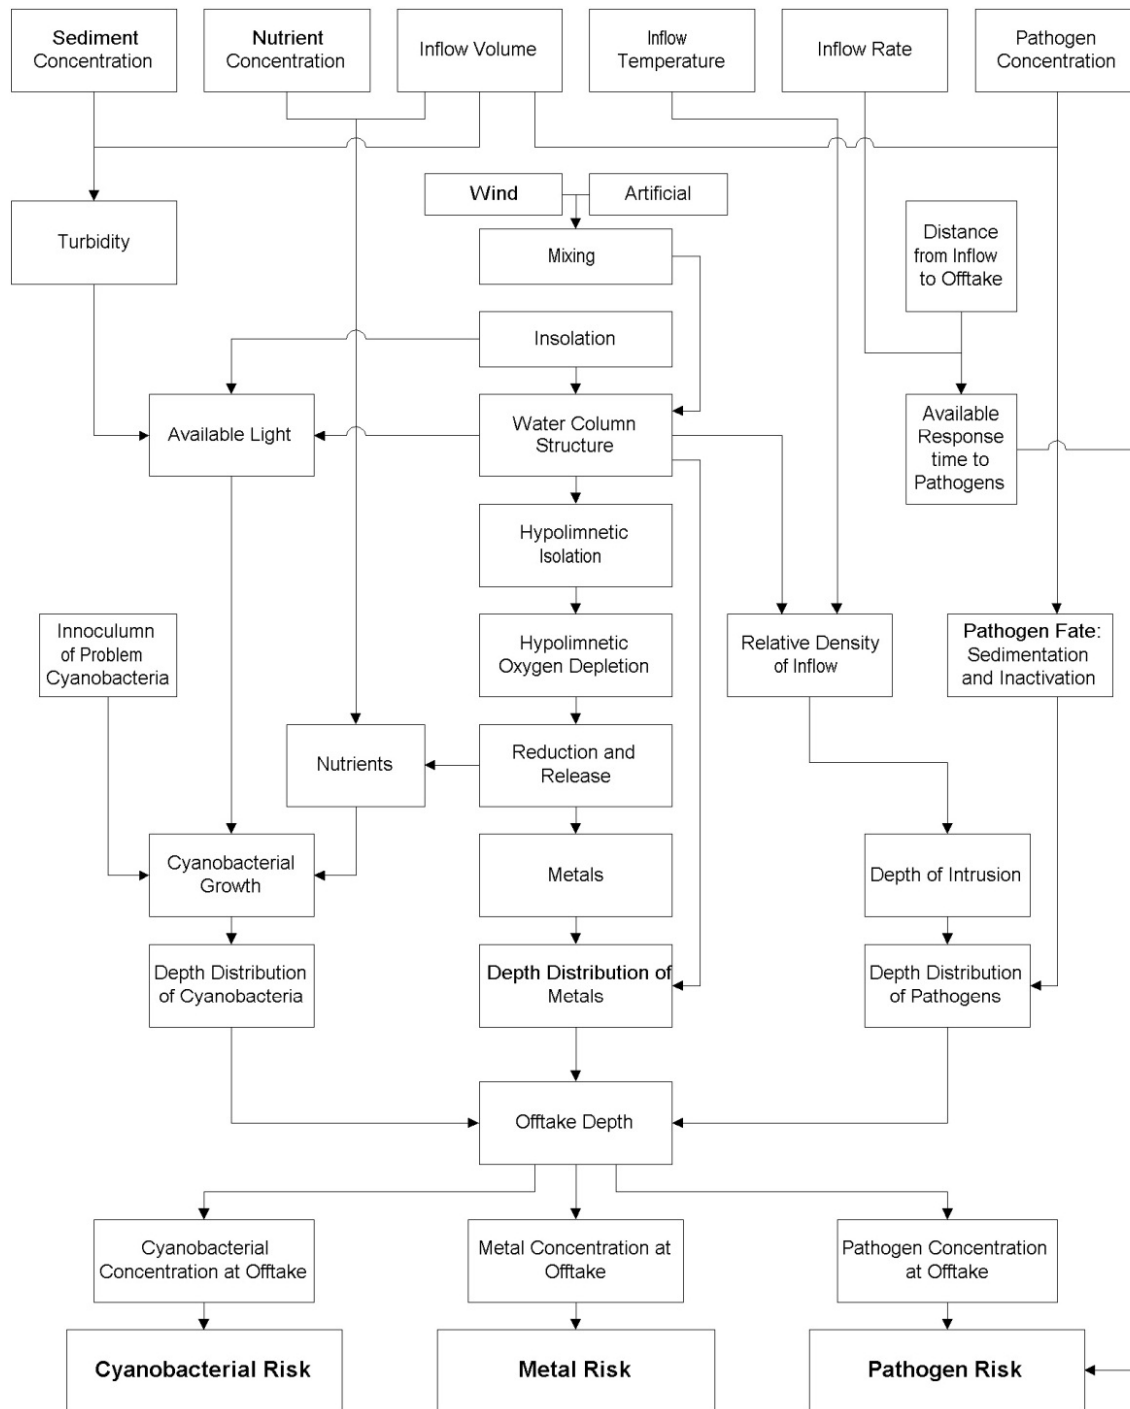 Sediment
Concentration
Nutrient
Concentration
Inflow Volume
Inflow
Temperature
Inflow Rate
Pathogen
Concentration
Wind
Artificial
Turbidity
Mixing
Distance
from Inflow
to Offtake
Insolation
Available Light
Water Column
Structure
Available
Response
time to
Pathogens
Hypolimnetic
Isolation
Innoculumn
of Problem
Cyanobacteria
Hypolimnetic
Oxygen Depletion
Relative Density
of Inflow
Pathogen Fate:
Sedimentation
and Inactivation
Nutrients
Reduction and
Release
Cyanobacterial
Growth
Metals
Depth of Intrusion
Depth Distribution
of Cyanobacteria
Depth Distribution of
Metals
Depth Distribution
of Pathogens
Offtake Depth
Cyanobacterial
Concentration at Offtake
Metal Concentration at
Offtake
Pathogen Concentration
at Offtake
Cyanobacterial Risk
Metal Risk
Pathogen Risk